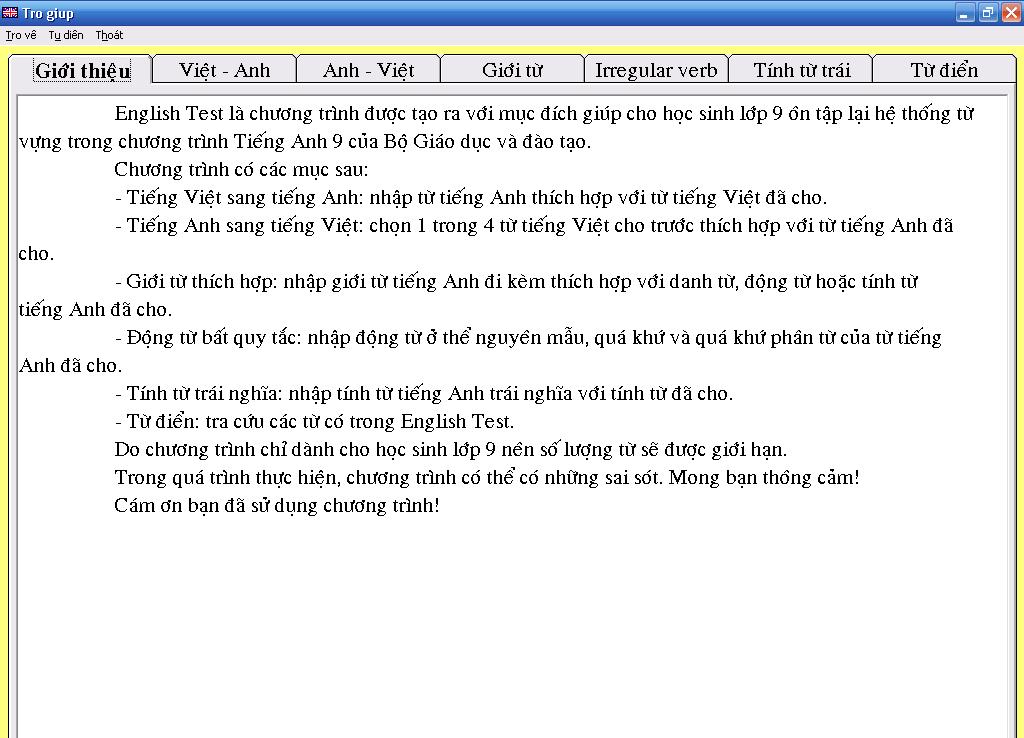 Tro giup
Tro vê Tụ diên Thoát
Giới thiệu Việt - Anh Anh - Việt Giới từ Irregular verb Tính từ trái Từ điển
English Test là chương trình được tạo ra với mục đích giúp cho học sinh lớp 9 ôn tập lại hệ thống từ
vựng trong chương trình Tiếng Anh 9 của Bộ Giáo dục và đào tạo.
Chương trình có các mục sau:
- Tiếng Việt sang tiếng Anh: nhập từ tiếng Anh thích hợp với từ tiếng Việt đã cho.
- Tiếng Anh sang tiếng Việt: chọn 1 trong 4 từ tiếng Việt cho trước thích hợp với từ tiếng Anh đã
cho.
- Giới từ thích hợp: nhập giới từ tiếng Anh đi kèm thích hợp với danh từ, động từ hoặc tính từ
tiếng Anh đã cho.
- Động từ bất quy tắc: nhập động từ ở thể nguyên mẫu, quá khứ và quá khứ phân từ của từ tiếng
Anh đã cho.
- Tính từ trái nghĩa: nhập tính từ tiếng Anh trái nghĩa với tính từ đã cho.
- Từ điển: tra cứu các từ có trong English Test.
Do chương trình chỉ dành cho học sinh lớp 9 nên số lượng từ sẽ được giới hạn.
Trong quá trình thực hiện, chương trình có thể có những sai sót. Mong bạn thông cảm!
Cám ơn bạn đã sử dụng chương trình!